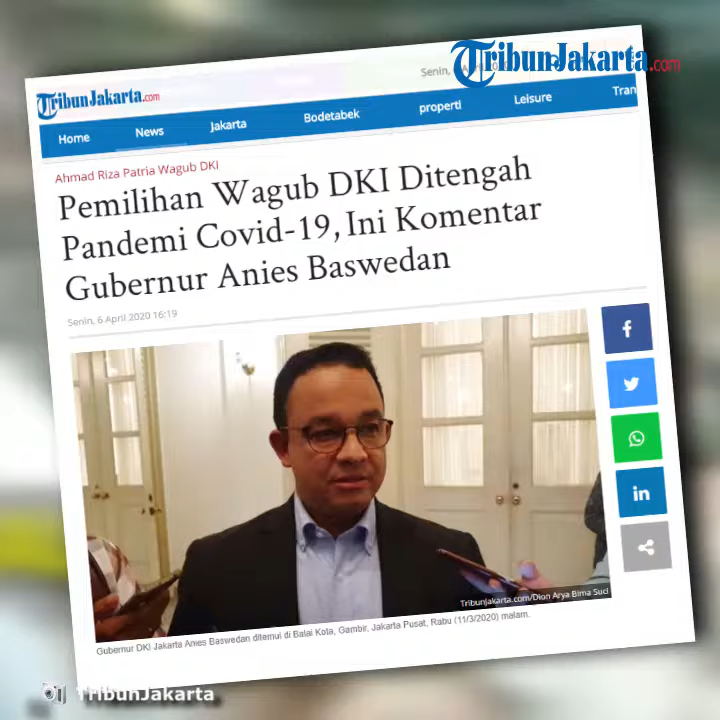 TribunJakarta.com
Senin,
TribunJakarta.com
Home News Jakarta Bodetabek properti Leisure Tran
Ahmad Riza Patria Wagub DKI
Pemilihan Wagub DKI Ditengah
Pandemi Covid-19, Ini Komentar
Gubernur Anies Baswedan
Senin, 6 April 2020 16:19
f
in
TribunJakarta.com/Dion Arya Bima Suci
Gubernur DKI Jakarta Anies Baswedan ditemui di Balai Kota, Gambir, Jakarta Pusat, Rabu (11/3/2020) malam.
TribunJakarta